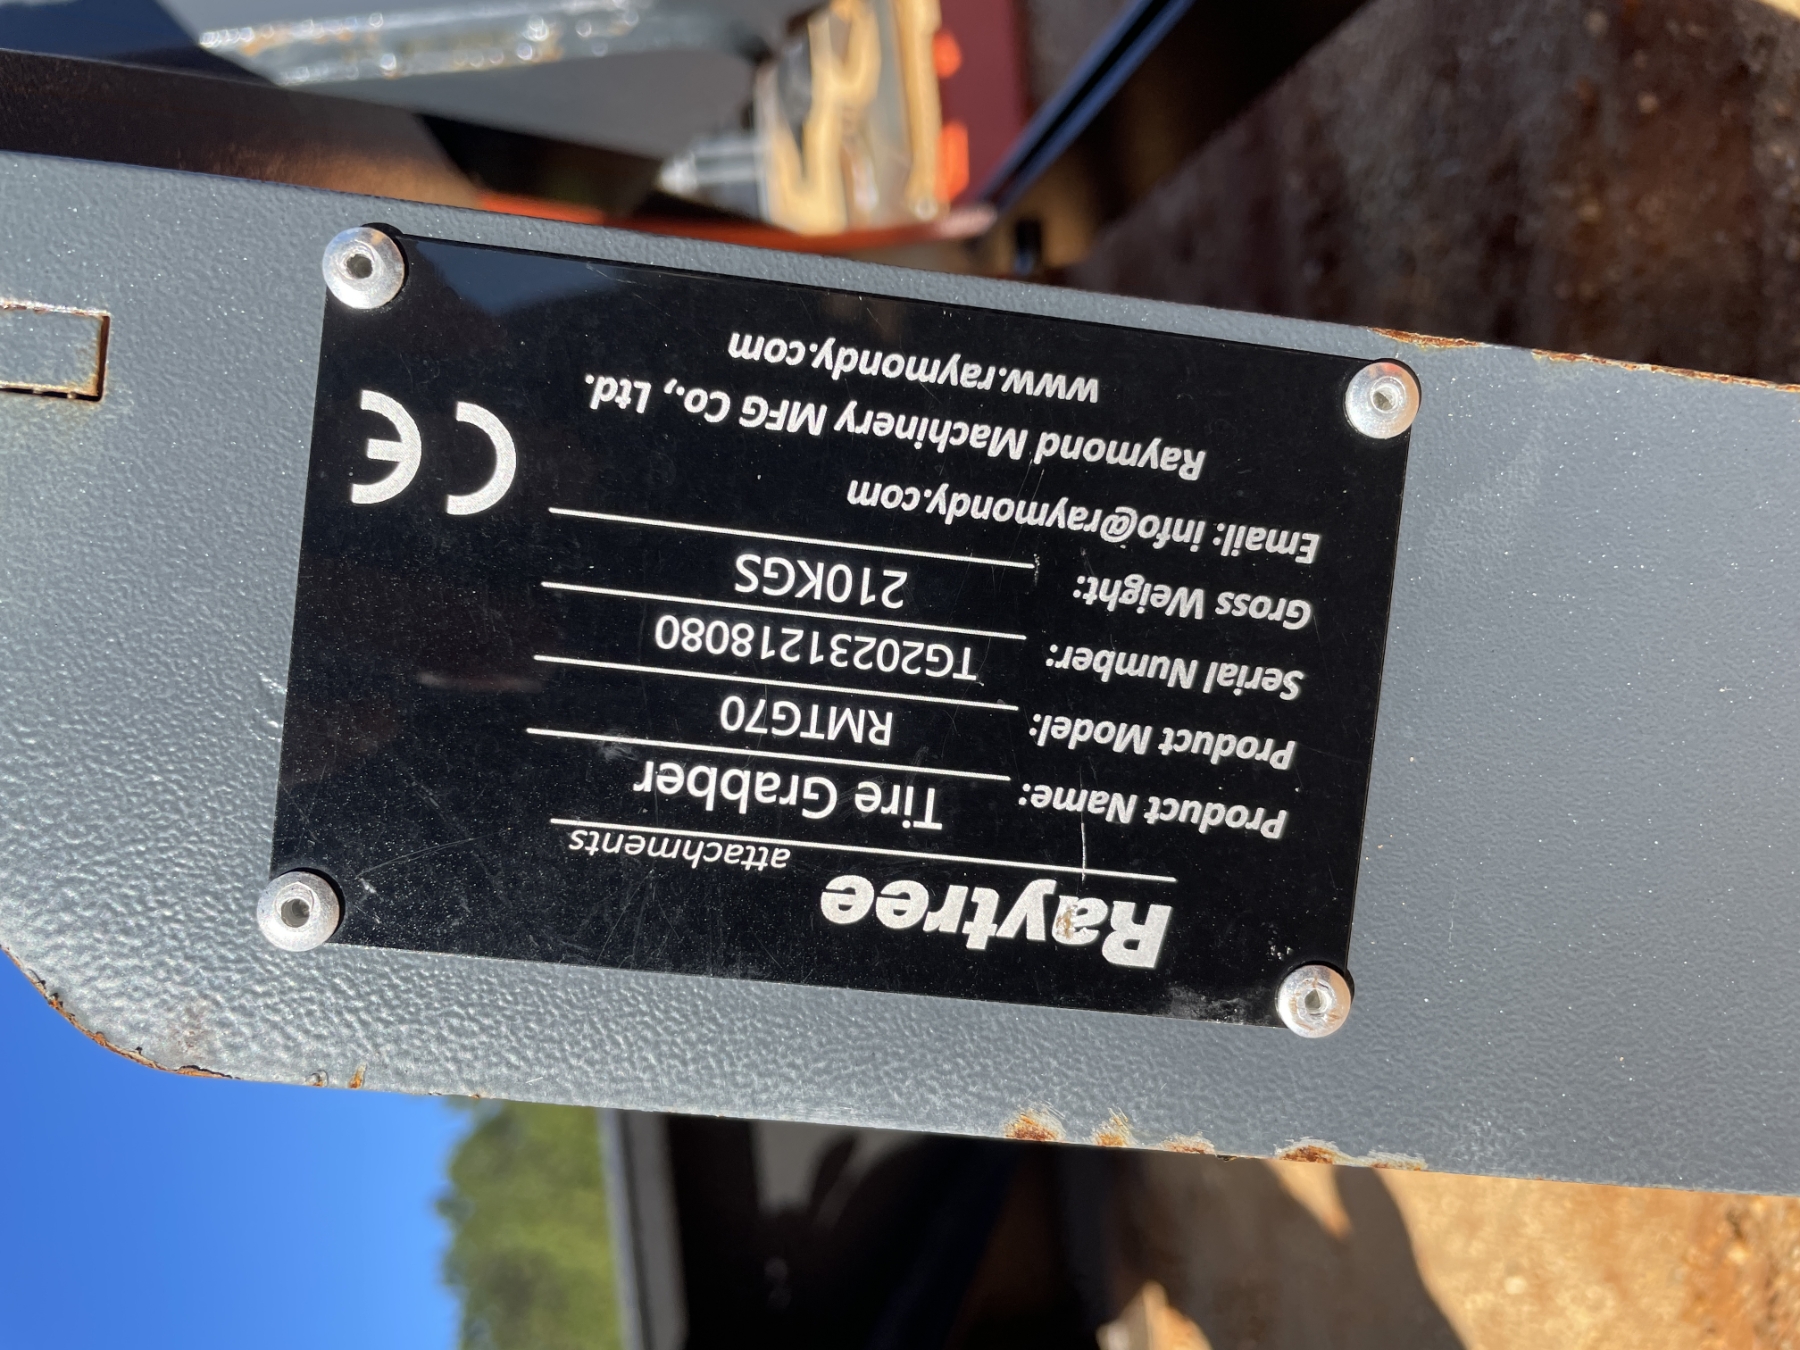 Raytree
attachments
Product Name: Tire Grabber
Product Model: RMTG70
Serial Number: TG20231218080
Gross Weight: 210KGS
Email: info@raymondy.com
Raymond Machinery MFG Co., Ltd.
www.raymondy.com
CE